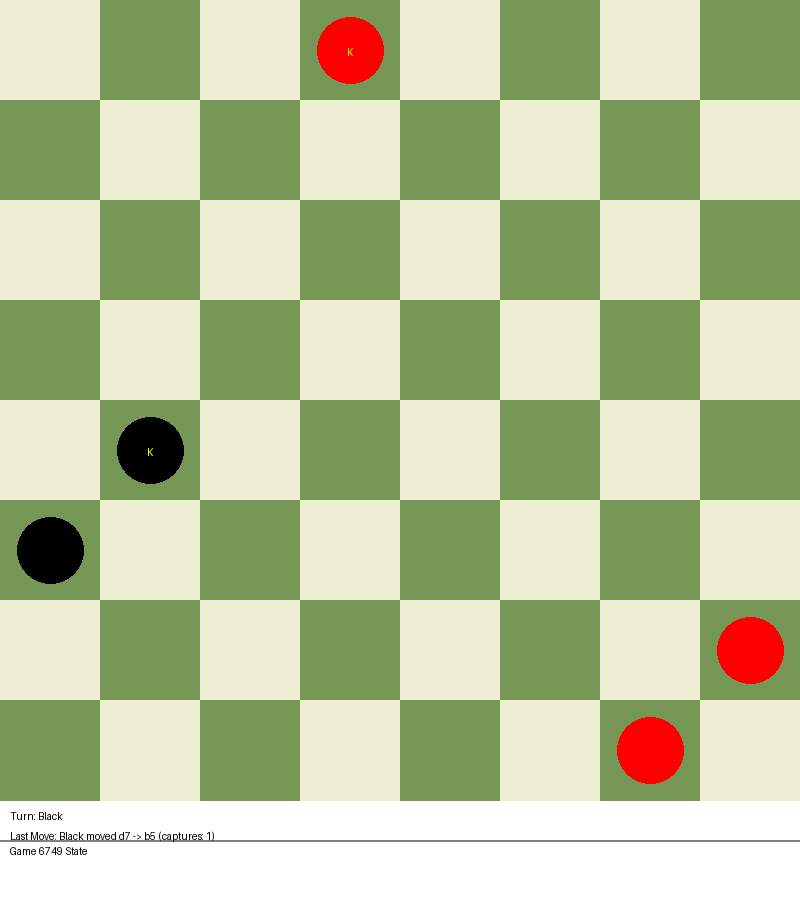 K
K
Turn: Black
Last Move: Black moved d7 -> b5 (captures: 1)
Game 6749 State